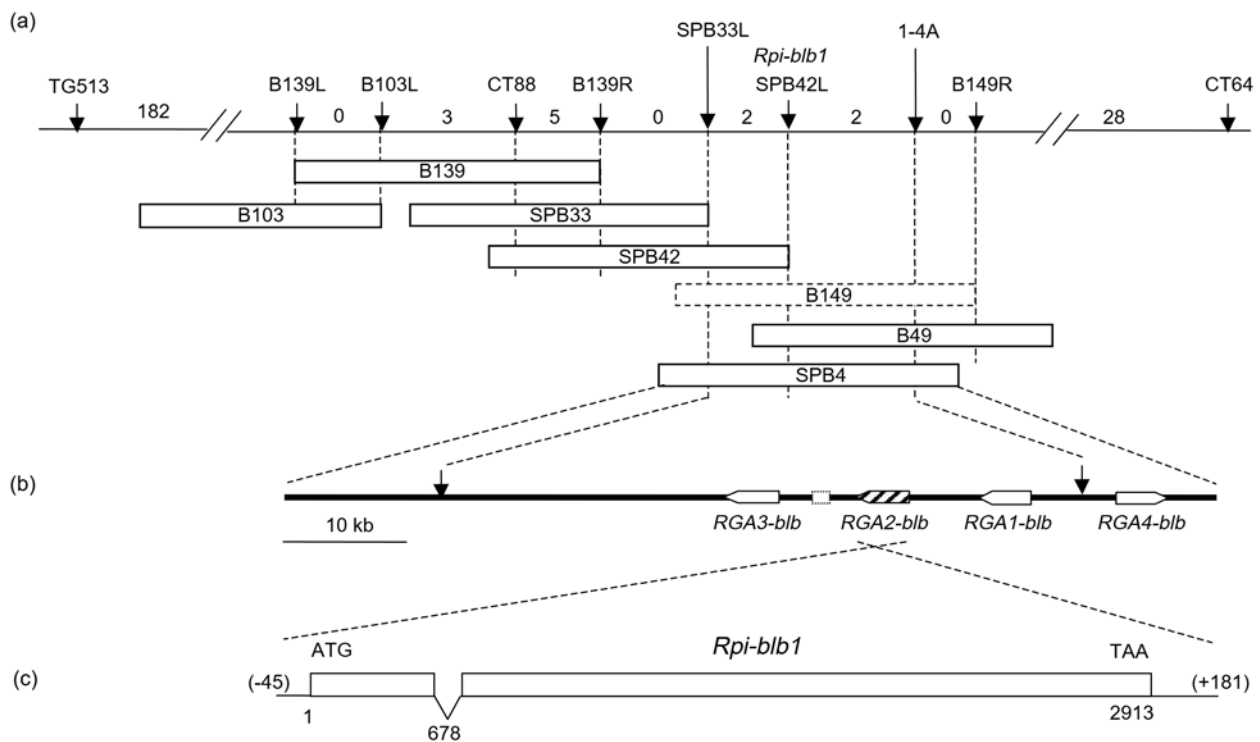 (a)
SPB33L
1-4A
Rpi-blb1
TG513
B139L
B103L
CT88
B139R
SPB42L
B149R
CT64
182
0
3
5
0
2
2
0
28
B139
B103
SPB33
SPB42
B149
B49
SPB4
(b)
10 kb
RGA3-blb
RGA2-blb
RGA1-blb
RGA4-blb
ATG
Rpi-blb1
TAA
(c)
(-45)
(+181)
1
678
2913